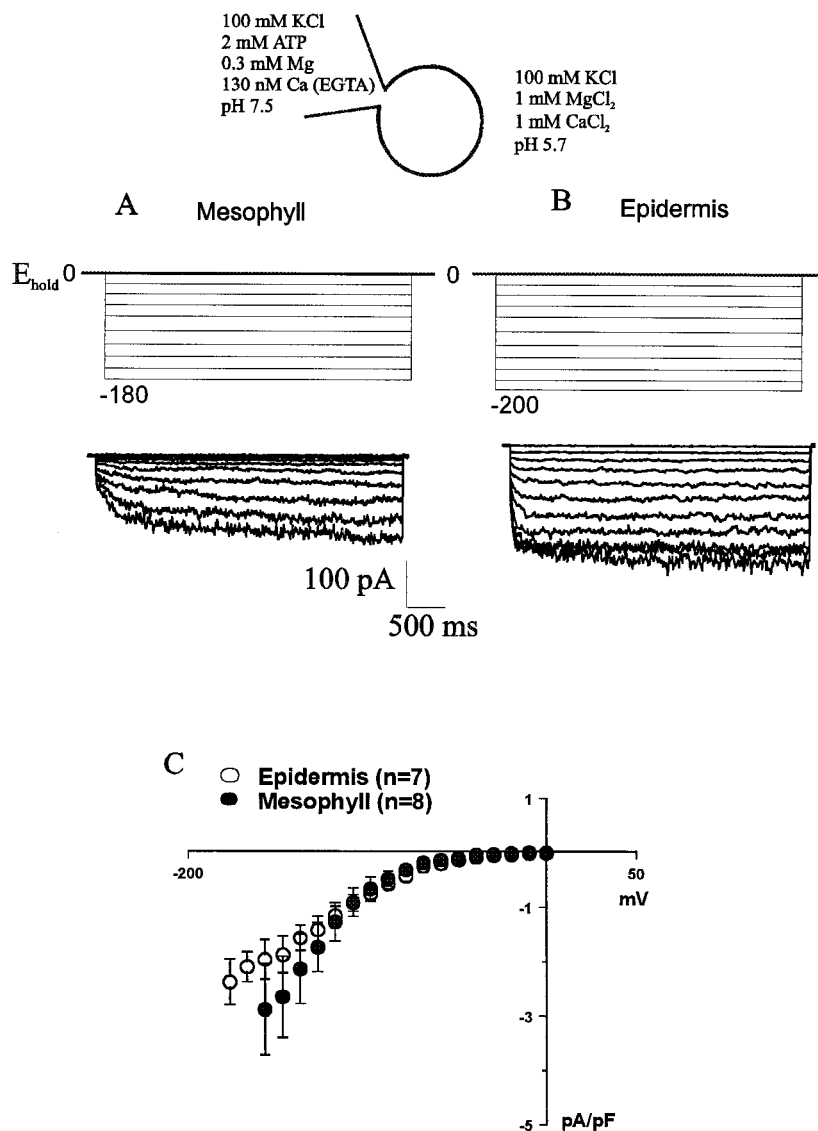 100 mM KCl
2 mM ATP
0.3 mM Mg
130 nM Ca (EGTA)
pH 7.5
100 mM KCl
1 mM MgCl₂
1 mM CaCl₂
pH 5.7
A
Mesophyll
B
Epidermis
E_hold 0
0
-180
-200
100 pA
500 ms
C
Epidermis (n=7)
Mesophyll (n=8)
1
-200
50
mV
-1
-3
-5
pA/pF